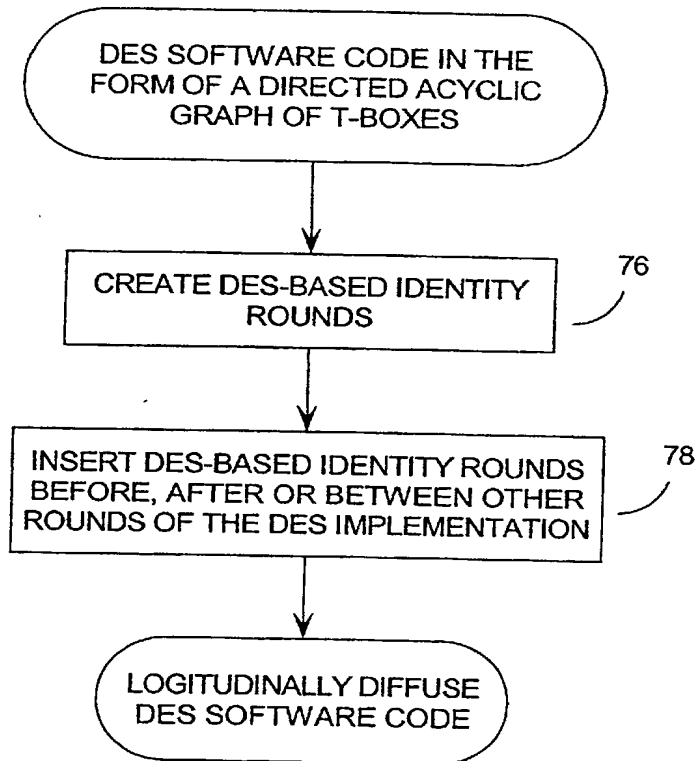 DES SOFTWARE CODE IN THE
FORM OF A DIRECTED ACYCLIC
GRAPH OF T-BOXES
76
CREATE DES-BASED IDENTITY
ROUNDS
78
INSERT DES-BASED IDENTITY ROUNDS
BEFORE, AFTER OR BETWEEN OTHER
ROUNDS OF THE DES IMPLEMENTATION
LOGITUDINALLY DIFFUSE
DES SOFTWARE CODE